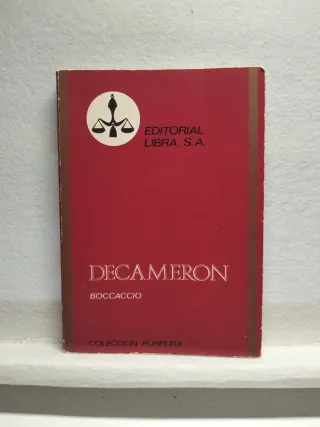 EDITORIAL
LIBRA, S.A.
DECAMERON
BOCCACCIO
COLECCION PURPURA